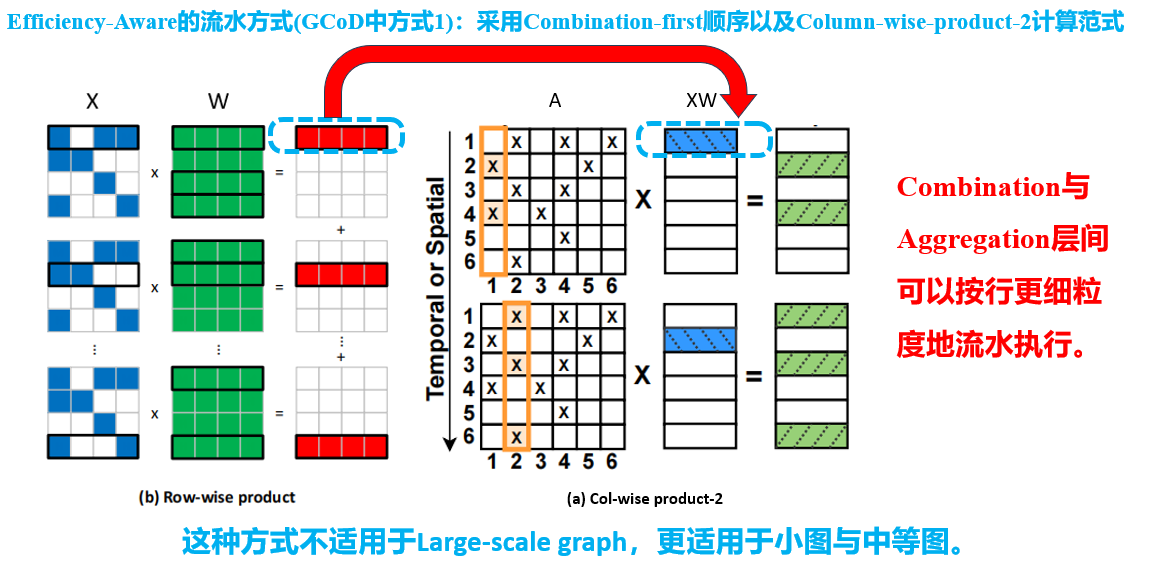 Efficiency-Aware的流水方式(GCoD中方式1)：采用Combination-first顺序以及Column-wise-product-2计算范式
X W A XW
x =
+
x =
⋮ ⋮ ⋮
+
x =
(b) Row-wise product
Temporal or Spatial
1 X X X
2 X X
3 X X
4 X X
5 X
6 X
1 2 3 4 5 6
X =
1 X X X
2 X X
3 X X
4 X X
5 X
6 X
1 2 3 4 5 6
X =
(a) Col-wise product-2
Combination与
Aggregation层间
可以按行更细粒
度地流水执行。
这种方式不适用于Large-scale graph，更适用于小图与中等图。